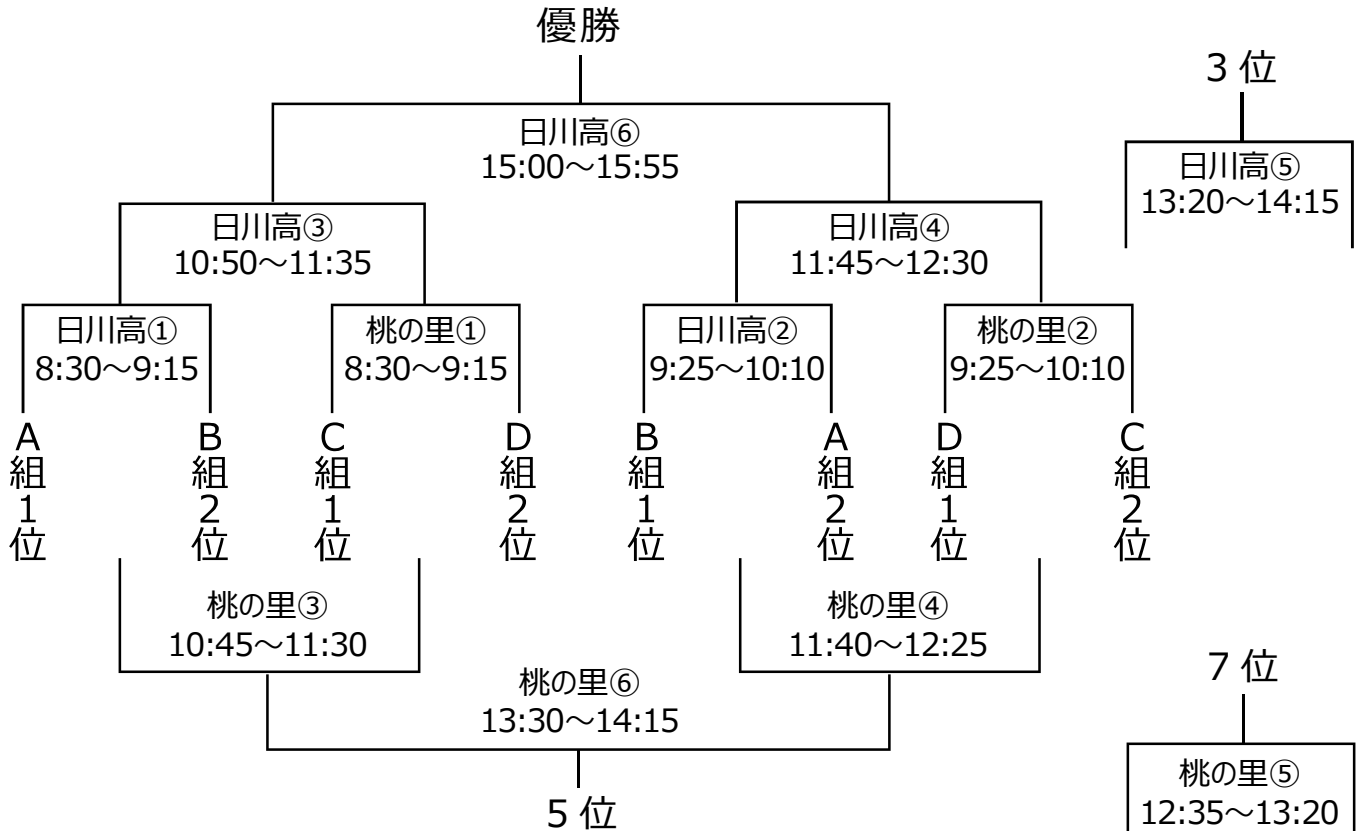 優勝
3位
日川高⑥
15:00～15:55
日川高⑤
13:20～14:15
日川高③
10:50～11:35
日川高④
11:45～12:30
日川高①
8:30～9:15
桃の里①
8:30～9:15
日川高②
9:25～10:10
桃の里②
9:25～10:10
A組1位
B組2位
C組1位
D組2位
B組1位
A組2位
D組1位
C組2位
桃の里③
10:45～11:30
桃の里④
11:40～12:25
桃の里⑥
13:30～14:15
7位
桃の里⑤
12:35～13:20
5位